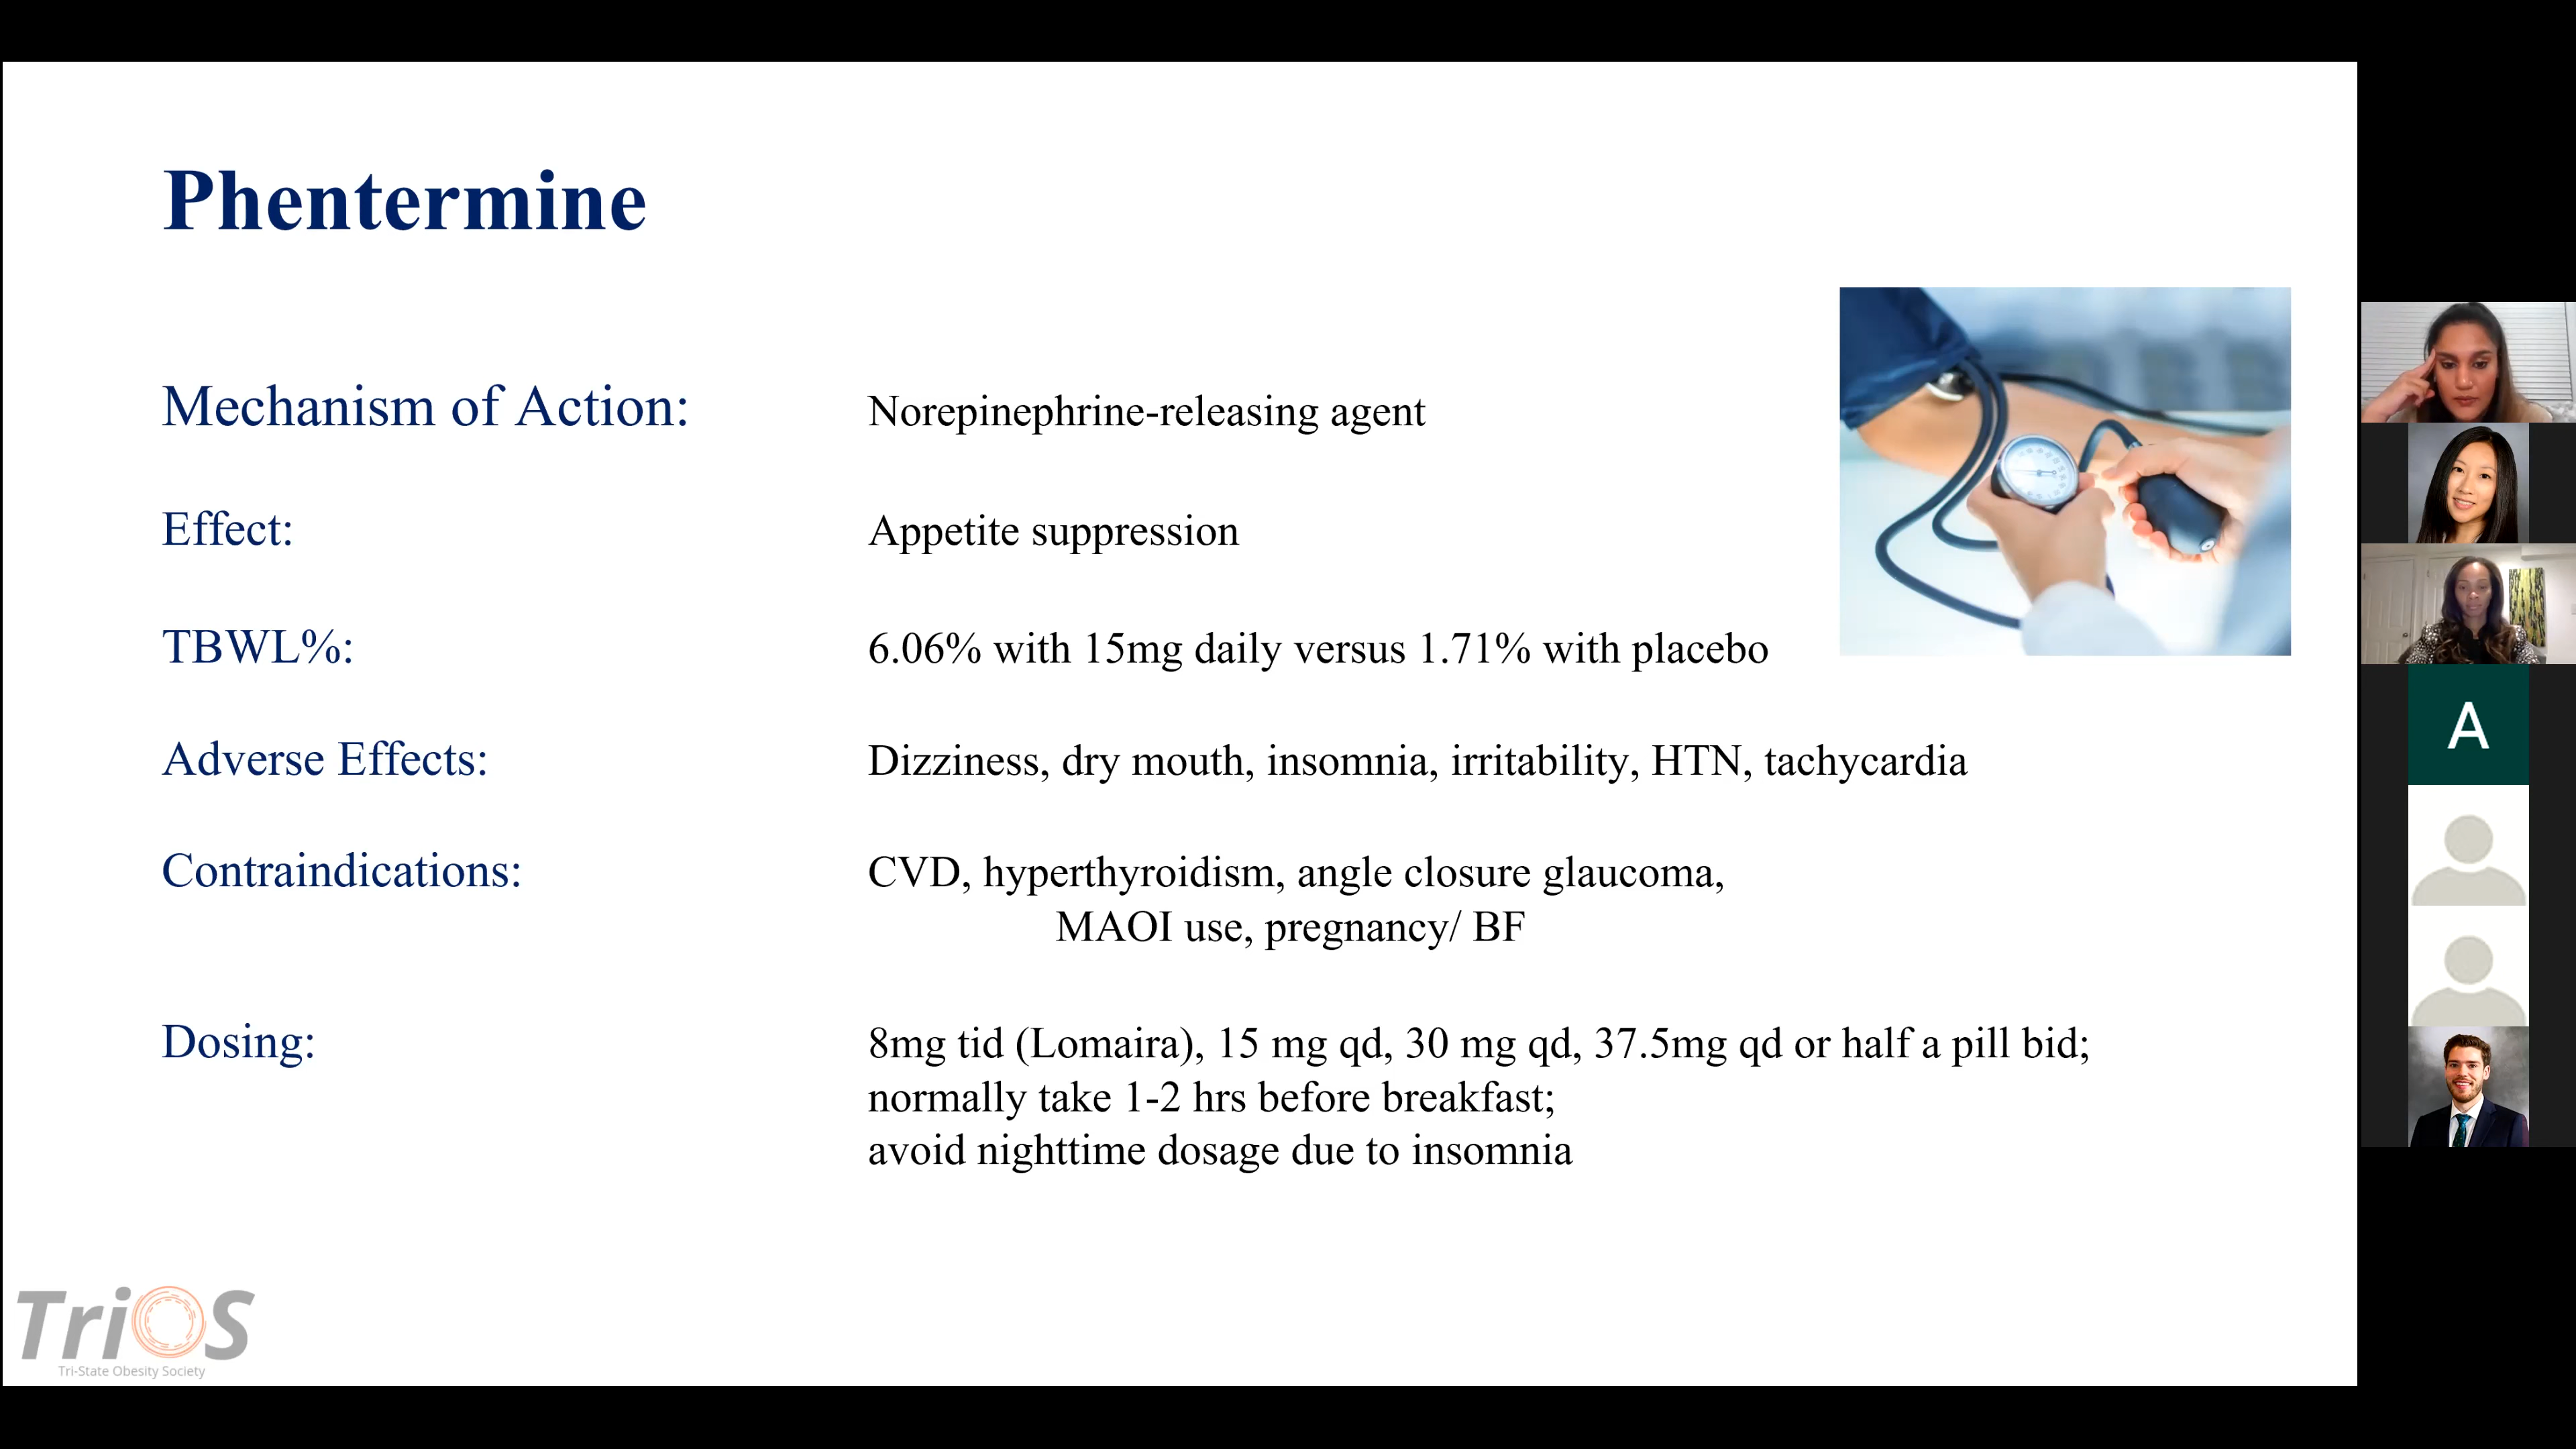 Phentermine
Mechanism of Action: Norepinephrine-releasing agent
Effect: Appetite suppression
TBWL%: 6.06% with 15mg daily versus 1.71% with placebo
Adverse Effects: Dizziness, dry mouth, insomnia, irritability, HTN, tachycardia
Contraindications: CVD, hyperthyroidism, angle closure glaucoma,
MAOI use, pregnancy/ BF
Dosing: 8mg tid (Lomaira), 15 mg qd, 30 mg qd, 37.5mg qd or half a pill bid;
normally take 1-2 hrs before breakfast;
avoid nighttime dosage due to insomnia
TriOS
Tri-State Obesity Society
A